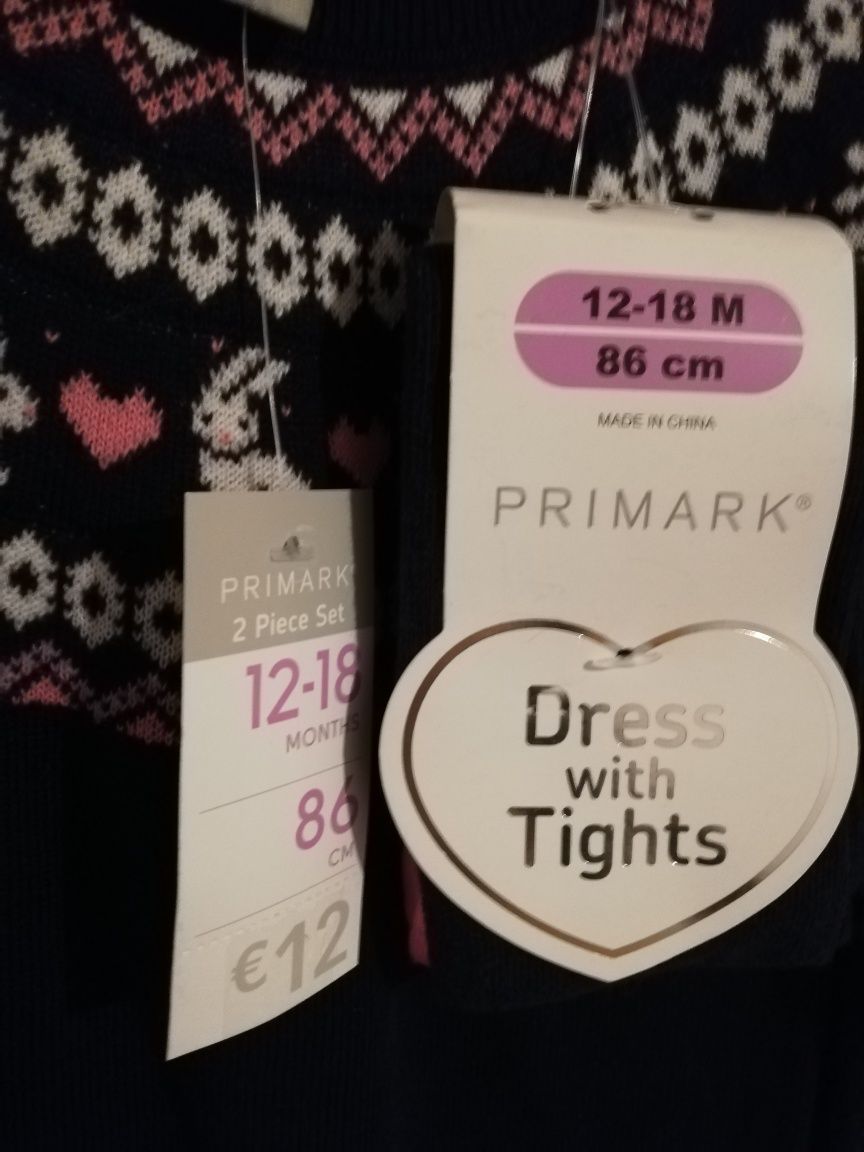 PRIMARK
2 Piece Set
12-18
MONTHS
86
CM
€12
12-18 M
86 cm
MADE IN CHINA
PRIMARK®
Dress
with
Tights